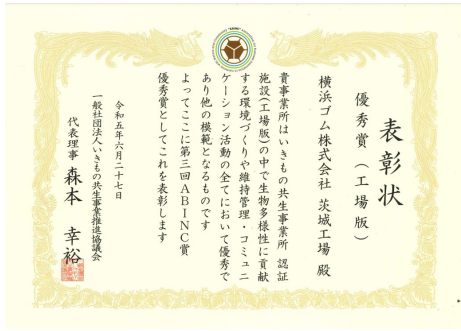 表彰状
優秀賞（工場版）
横浜ゴム株式会社 茨城工場 殿
貴事業所はいきもの共生事業所 認証
施設(工場版)の中で生物多様性に貢献
する環境づくりや維持管理・コミュニ
ケーション活動の全てにおいて優秀で
あり他の模範となるものです
よってここに第三回ABINC賞
優秀賞としてこれを表彰します
令和五年六月二十七日
一般社団法人いきもの共生事業推進協議会
代表理事 森本 幸裕